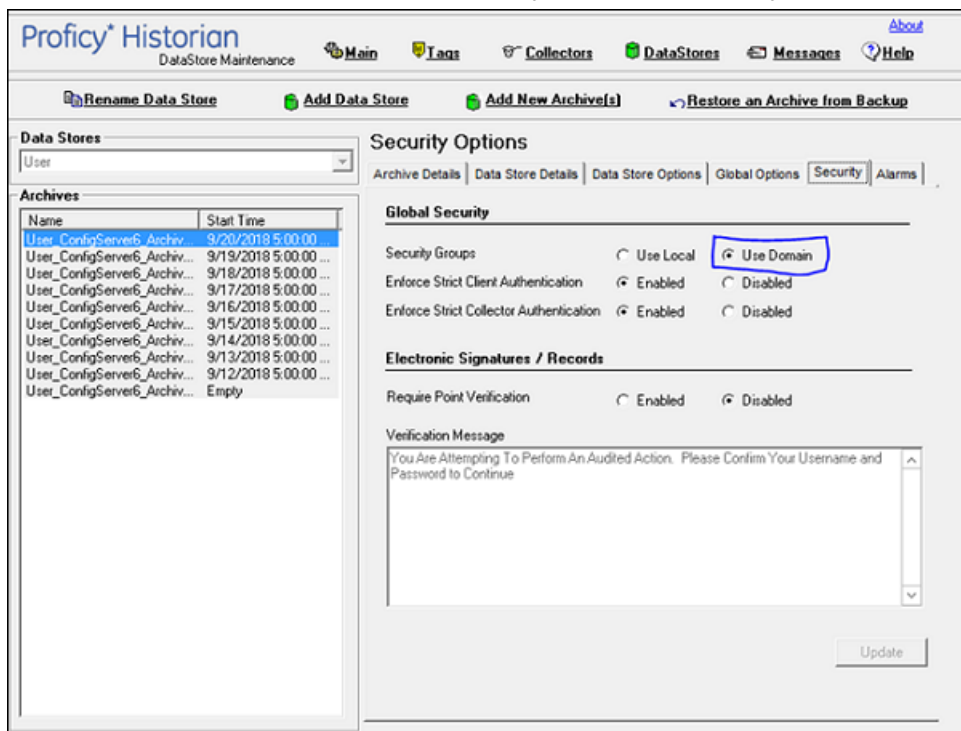 Proficy* Historian
DataStore Maintenance
Main Tags Collectors DataStores Messages About Help
Rename Data Store Add Data Store Add New Archive[s] Restore an Archive from Backup
Data Stores
User
Archives
Name Start Time
User_ConfigServer6_Archiv... 9/20/2018 5:00:00 ...
User_ConfigServer6_Archiv... 9/19/2018 5:00:00 ...
User_ConfigServer6_Archiv... 9/18/2018 5:00:00 ...
User_ConfigServer6_Archiv... 9/17/2018 5:00:00 ...
User_ConfigServer6_Archiv... 9/16/2018 5:00:00 ...
User_ConfigServer6_Archiv... 9/15/2018 5:00:00 ...
User_ConfigServer6_Archiv... 9/14/2018 5:00:00 ...
User_ConfigServer6_Archiv... 9/13/2018 5:00:00 ...
User_ConfigServer6_Archiv... 9/12/2018 5:00:00 ...
User_ConfigServer6_Archiv... Empty
Security Options
Archive Details Data Store Details Data Store Options Global Options Security Alarms
Global Security
Security Groups Use Local Use Domain
Enforce Strict Client Authentication Enabled Disabled
Enforce Strict Collector Authentication Enabled Disabled
Electronic Signatures / Records
Require Point Verification Enabled Disabled
Verification Message
You Are Attempting To Perform An Audited Action. Please Confirm Your Username and
Password to Continue
Update